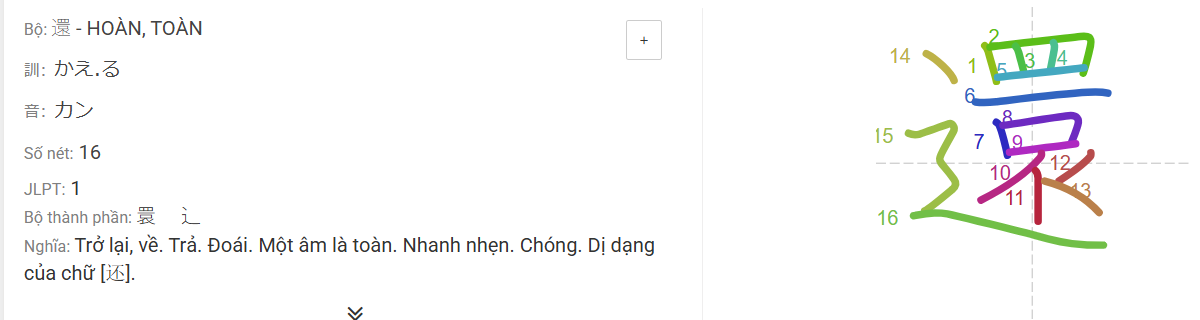 Bộ: 還 - HOÀN, TOÀN
+
訓: かえ.る
音: カン
Số nét: 16
JLPT: 1
Bộ thành phần: 睘 辶
Nghĩa: Trở lại, về. Trả. Đoái. Một âm là toàn. Nhanh nhẹn. Chóng. Dị dạng
của chữ [还].
還
1
2
3
4
5
6
7
8
9
10
11
12
13
14
15
16